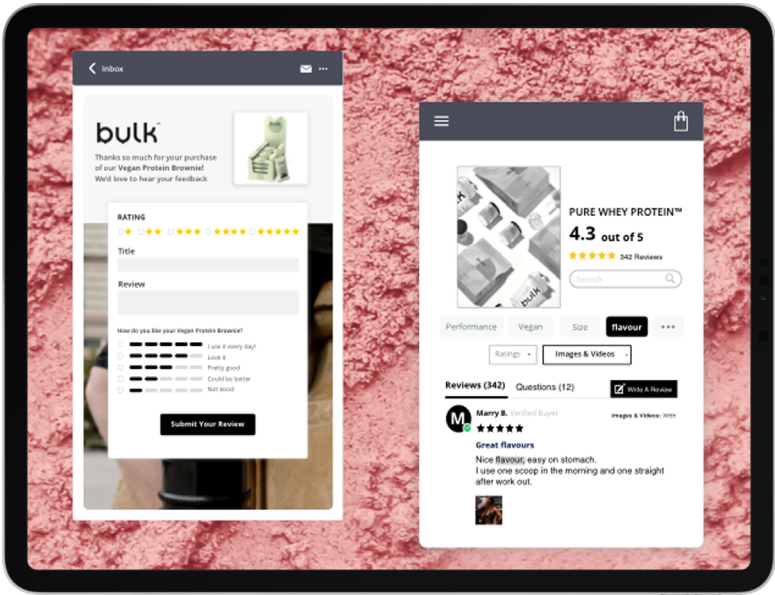 Inbox
bulk™
Thanks so much for your purchase
of our Vegan Protein Brownie!
We'd love to hear your feedback
RATING
Title
Review
How do you like your Vegan Protein Brownie?
I use it every day!
Love it
Pretty good
Could be better
Not good
Submit Your Review
bulk
PURE WHEY PROTEIN™
4.3 out of 5
342 Reviews
Search
Performance
Vegan
Size
flavour
Ratings
Images & Videos
Reviews (342)
Questions (12)
Write A Review
M
Marry B. Verified Buyer
Images & Videos: With
Great flavours
Nice flavour, easy on stomach.
I use one scoop in the morning and one straight
after work out.